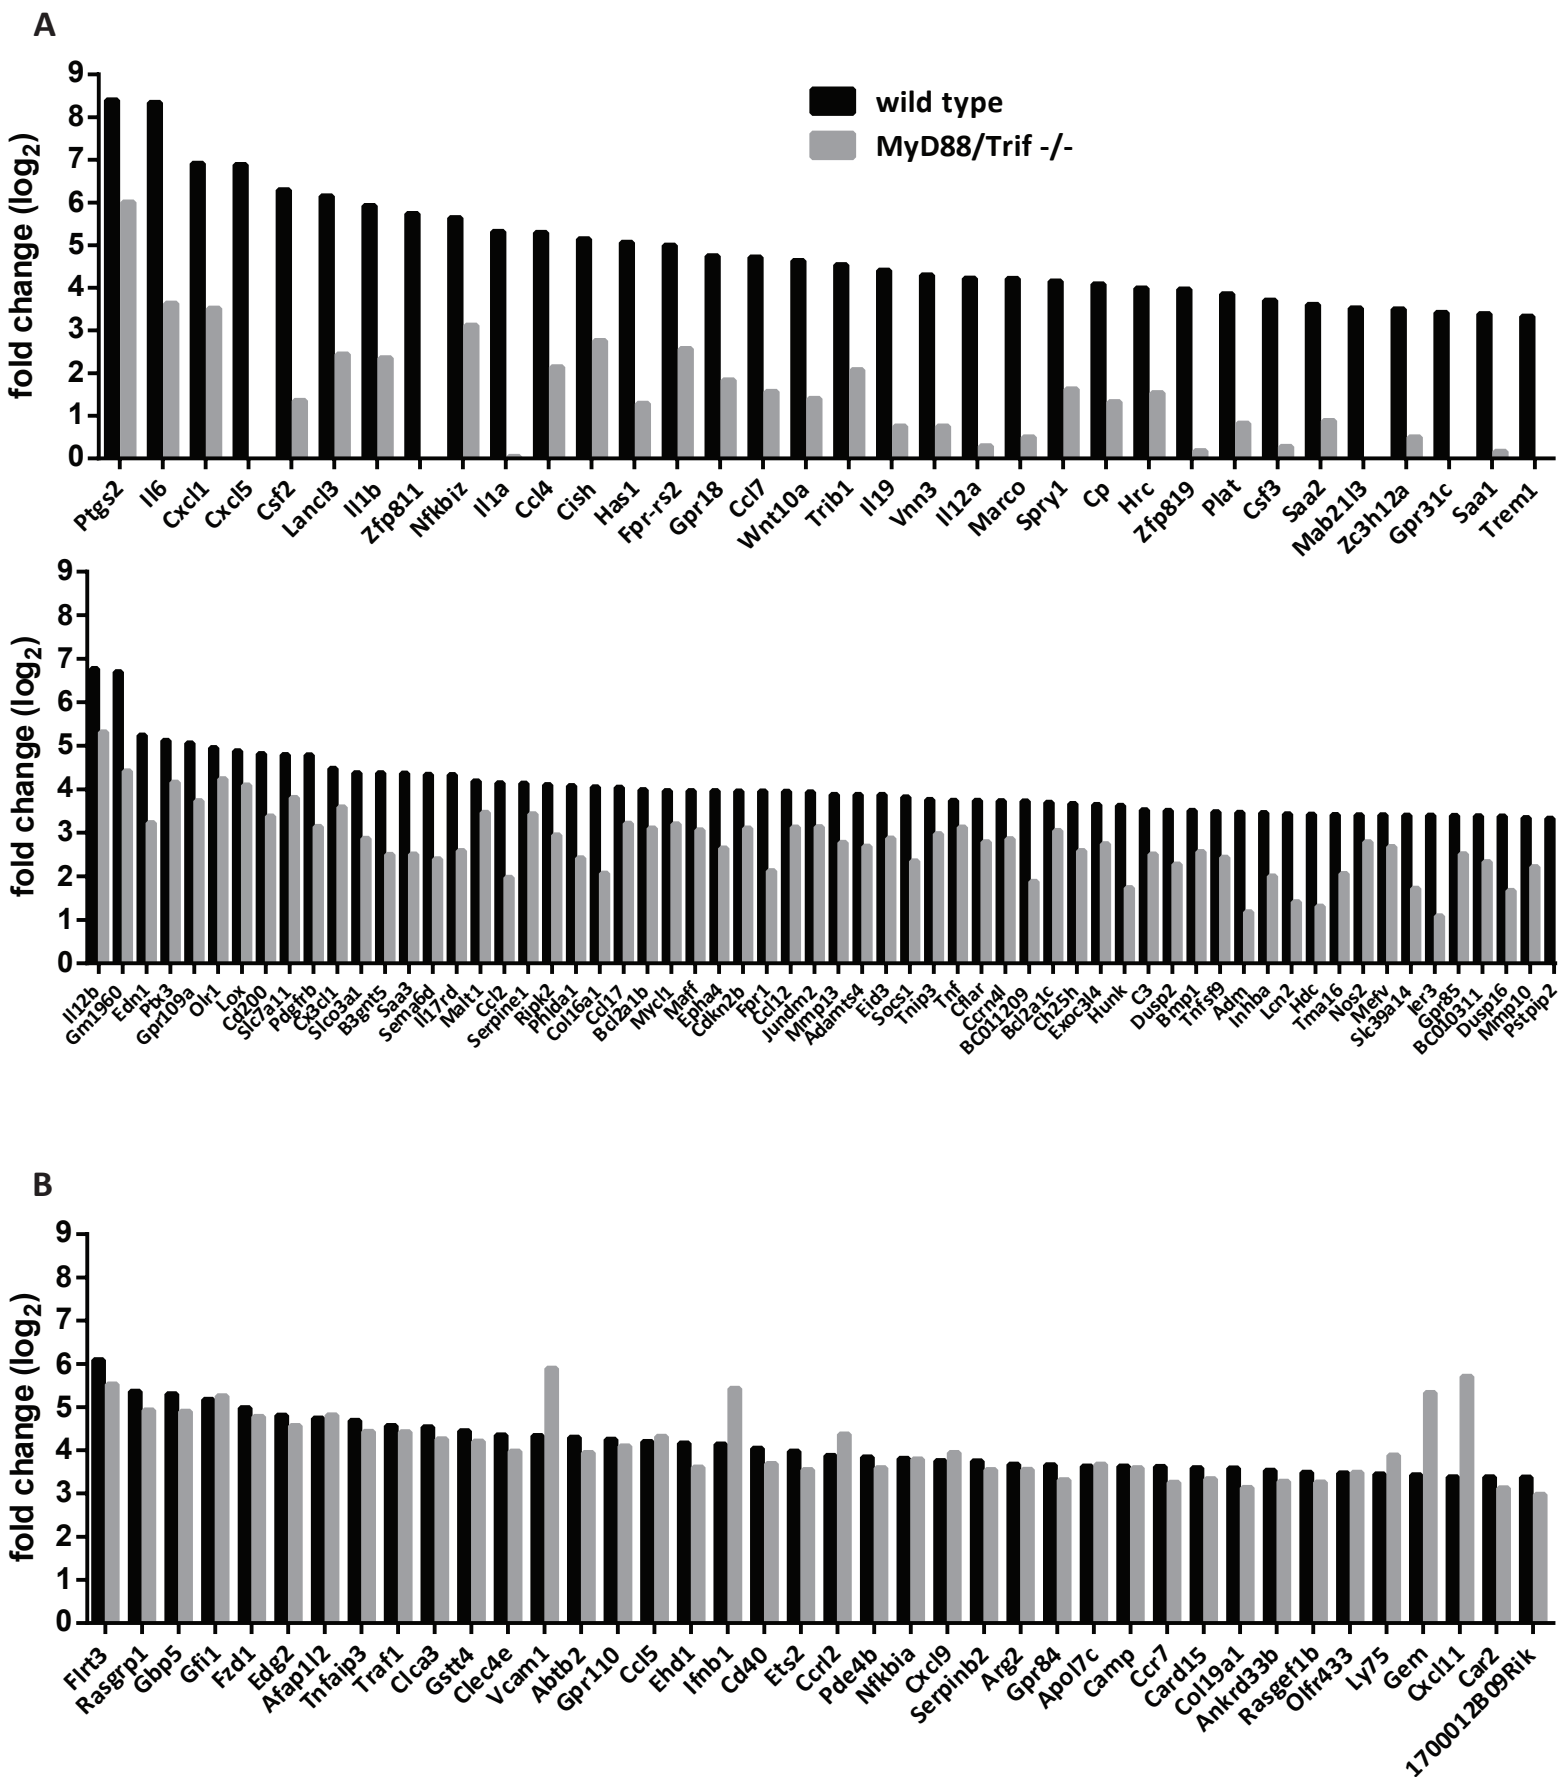 A
fold change (log2)
9
8
7
6
5
4
3
2
1
0
wild type
MyD88/Trif -/-
Ptgs2
Il6
Cxcl1
Cxcl5
Csf2
Lancl3
Il1b
Zfp811
Nfkbiz
Il1a
Ccl4
Cish
Has1
Fpr-rs2
Gpr18
Ccl7
Wnt10a
Trib1
Il19
Vnn3
Il12a
Marco
Spry1
Cp
Hrc
Zfp819
Plat
Csf3
Saa2
Mab21l3
Zc3h12a
Gpr31c
Saa1
Trem1
fold change (log2)
9
8
7
6
5
4
3
2
1
0
Il12b
Gm1960
Edn1
Ptx3
Gpr109a
Olr1
Lox
Cd200
Slc7a11
Pdgfrb
Cx3cl1
Slco3a1
B3gnt5
Saa3
Sema6d
Il17rd
Malt1
Ccl2
Serpine1
Ripk2
Phlda1
Col16a1
Ccl17
Bcl2a1b
Mycl1
Maff
Epha4
Cdkn2b
Fpr1
Ccl12
Jundm2
Mmp13
Adamts4
Eid3
Socs1
Tnip3
Tnf
Cflar
Ccrn4l
BC011209
Bcl2a1c
Ch25h
Exoc3l4
Hunk
C3
Dusp2
Bmp1
Tnfsf9
Adm
Inhba
Lcn2
Hdc
Tma16
Nos2
Mefv
Slc39a14
Ier3
Gpr85
BC010311
Dusp16
Mmp10
Pstpip2
B
fold change (log2)
9
8
7
6
5
4
3
2
1
0
Flrt3
Rasgrp1
Gbp5
Gfi1
Fzd1
Edg2
Afap1l2
Tnfaip3
Traf1
Clca3
Gstt4
Clec4e
Vcam1
Abtb2
Gpr110
Ccl5
Ehd1
Ifnb1
Cd40
Ets2
Ccrl2
Pde4b
Nfkbia
Cxcl9
Serpinb2
Arg2
Gpr84
Apol7c
Camp
Ccr7
Card15
Col19a1
Ankrd33b
Rasgef1b
Olfr433
Ly75
Gem
Cxcl11
Car2
1700012B09Rik